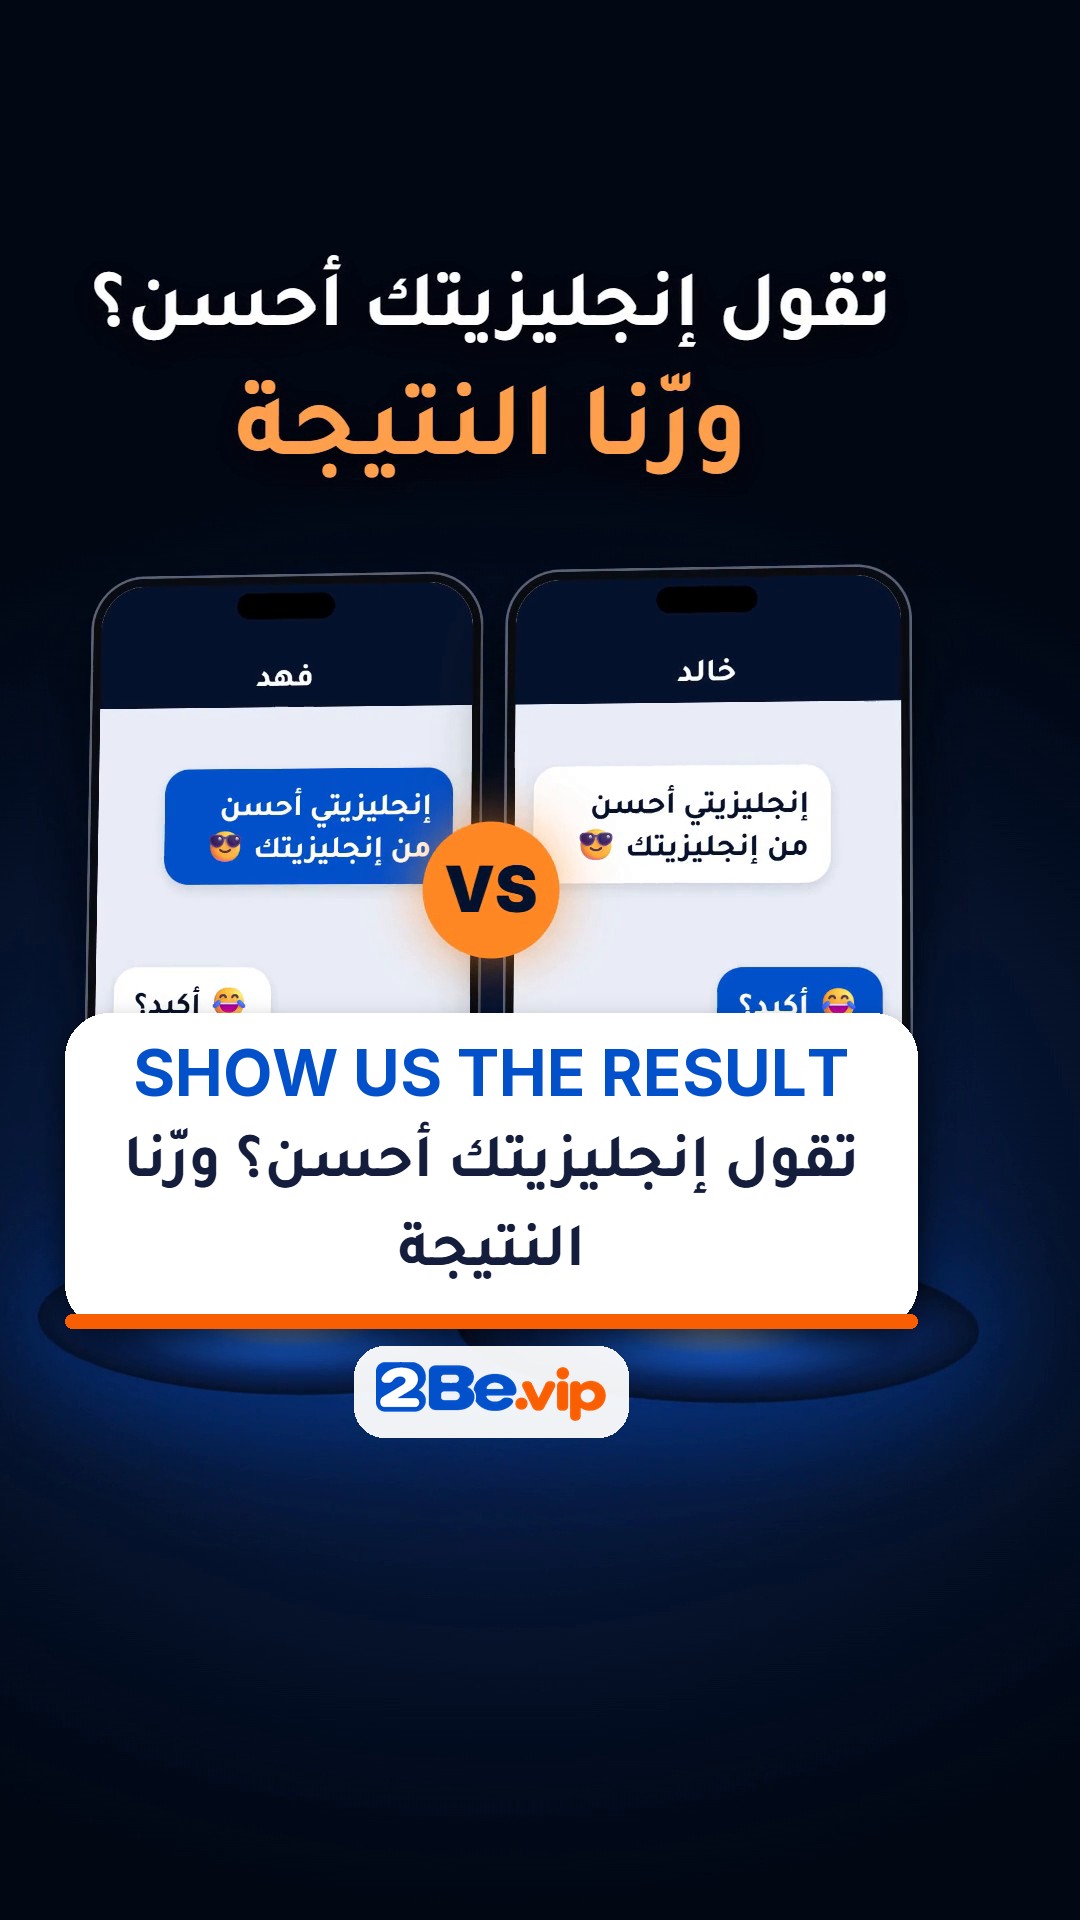 تقول إنجليزيتك أحسن؟
ورّنا النتيجة
خالد
إنجليزيتي أحسن
من إنجليزيتك 😎
أكيد؟ 😂
VS
فهد
إنجليزيتي أحسن
من إنجليزيتك 😎
أكيد؟ 😂
SHOW US THE RESULT
تقول إنجليزيتك أحسن؟ ورّنا
النتيجة
2Be.vip